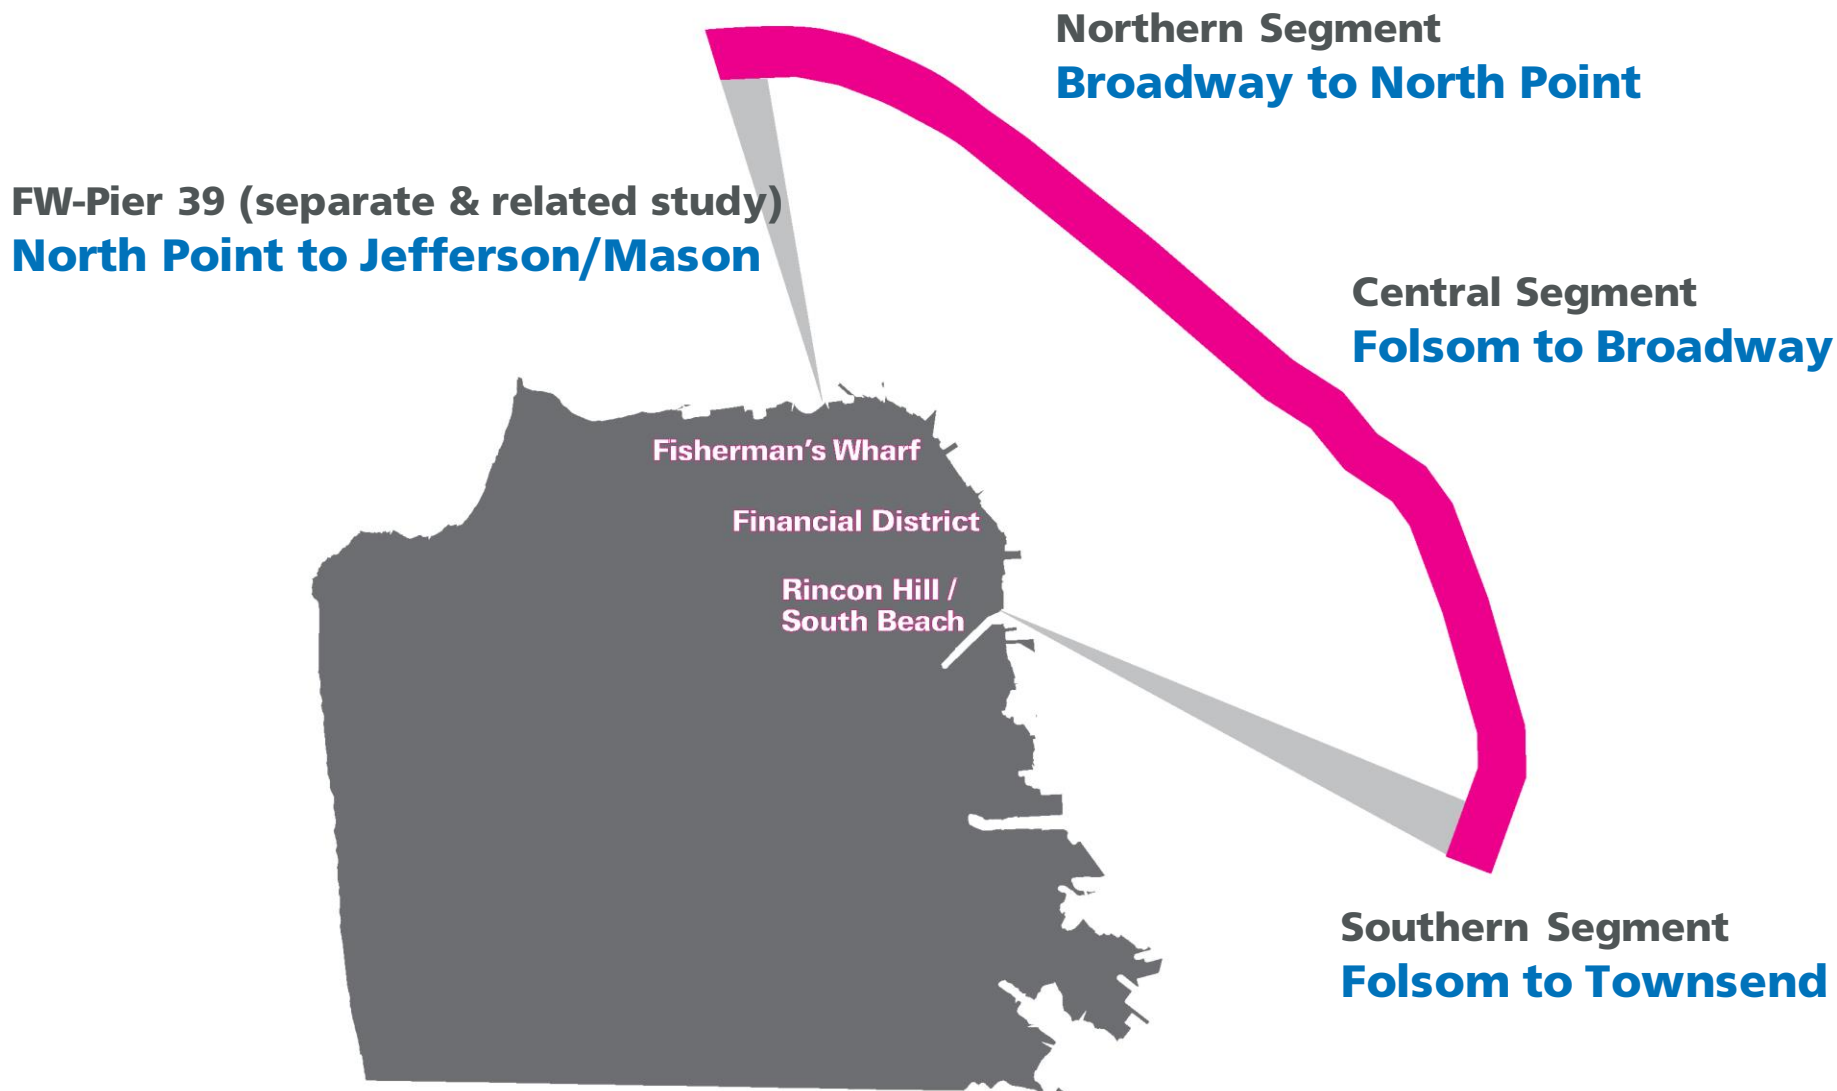 Northern Segment
Broadway to North Point
FW-Pier 39 (separate & related study)
North Point to Jefferson/Mason
Central Segment
Folsom to Broadway
Fisherman's Wharf
Financial District
Rincon Hill /
South Beach
Southern Segment
Folsom to Townsend